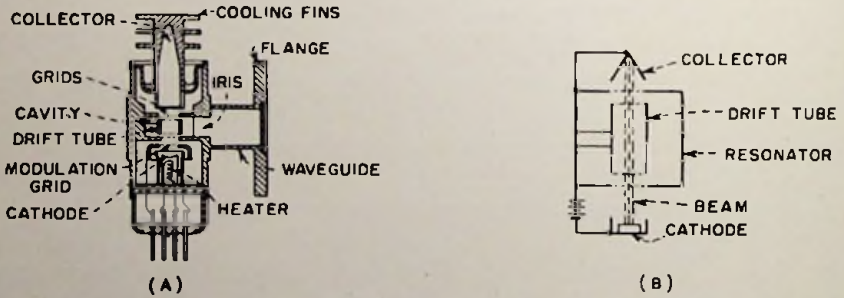 COLLECTOR
COOLING FINS
FLANGE
GRIDS
IRIS
CAVITY
DRIFT TUBE
MODULATION
GRID
WAVEGUIDE
CATHODE
HEATER
(A)
COLLECTOR
DRIFT TUBE
RESONATOR
BEAM
CATHODE
(B)